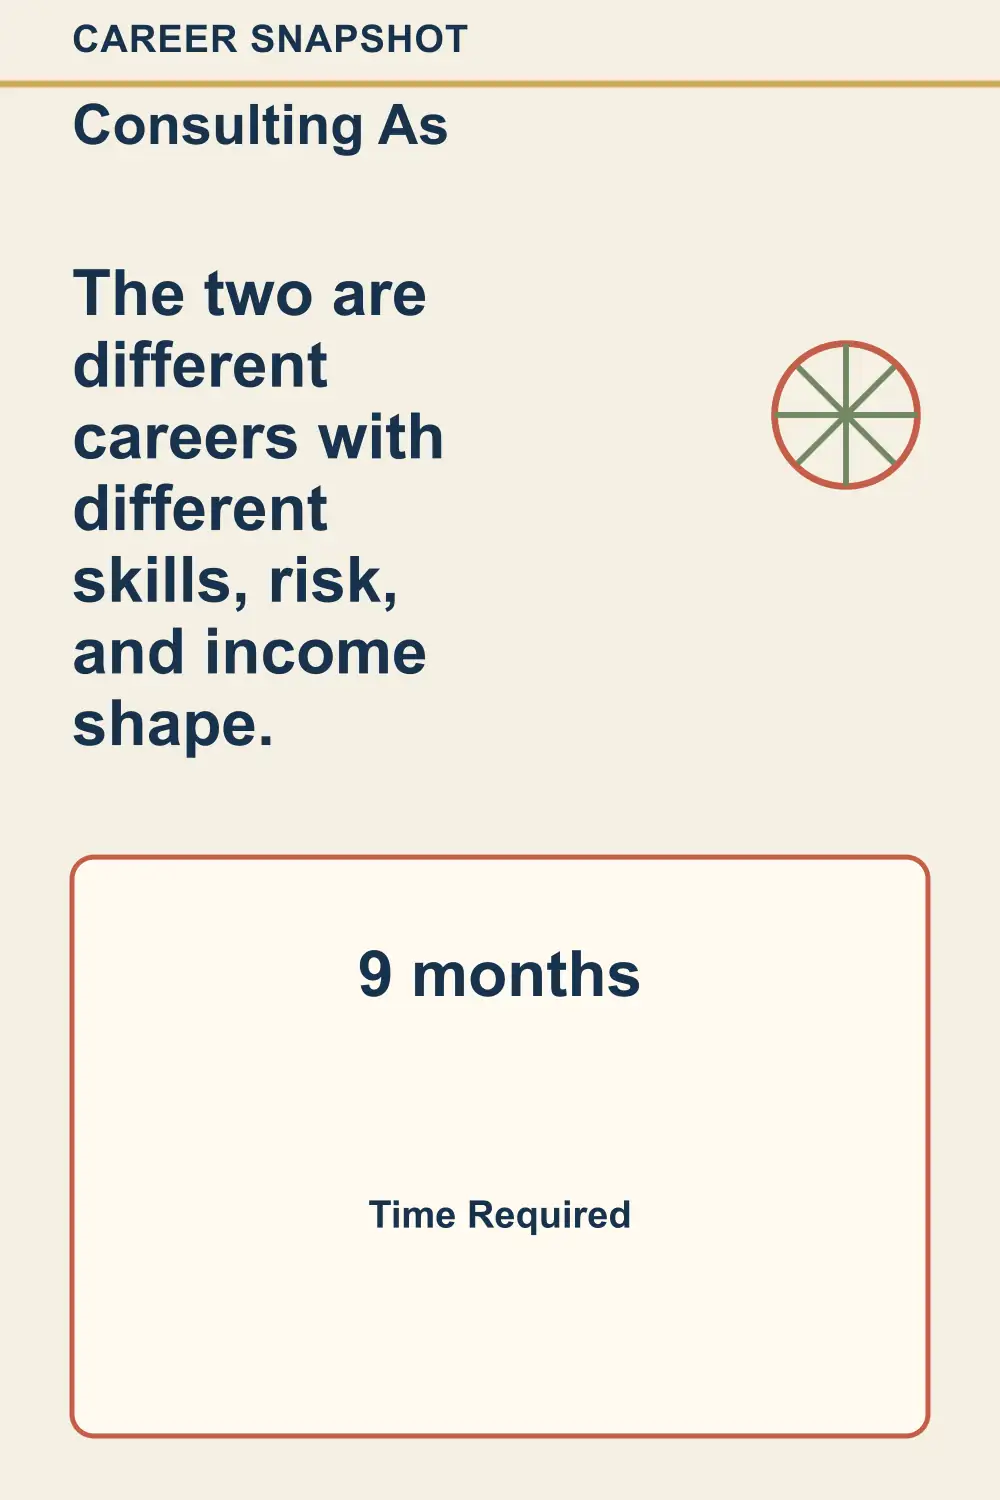 CAREER SNAPSHOT
Consulting As
The two are
different
careers with
different
skills, risk,
and income
shape.
9 months
Time Required